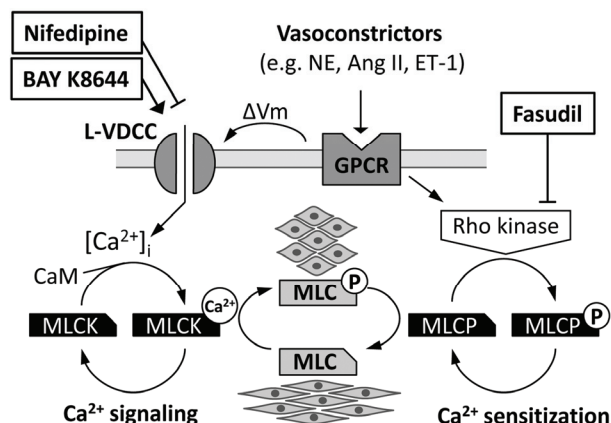 Nifedipine
BAY K8644
Vasoconstrictors
(e.g. NE, Ang II, ET-1)
Fasudil
L-VDCC
ΔVm
GPCR
Rho kinase
[Ca²⁺]ᵢ
CaM
MLCK
MLCK
Ca²⁺
MLC
P
MLC
MLCP
MLCP
P
Ca²⁺ signaling
Ca²⁺ sensitization